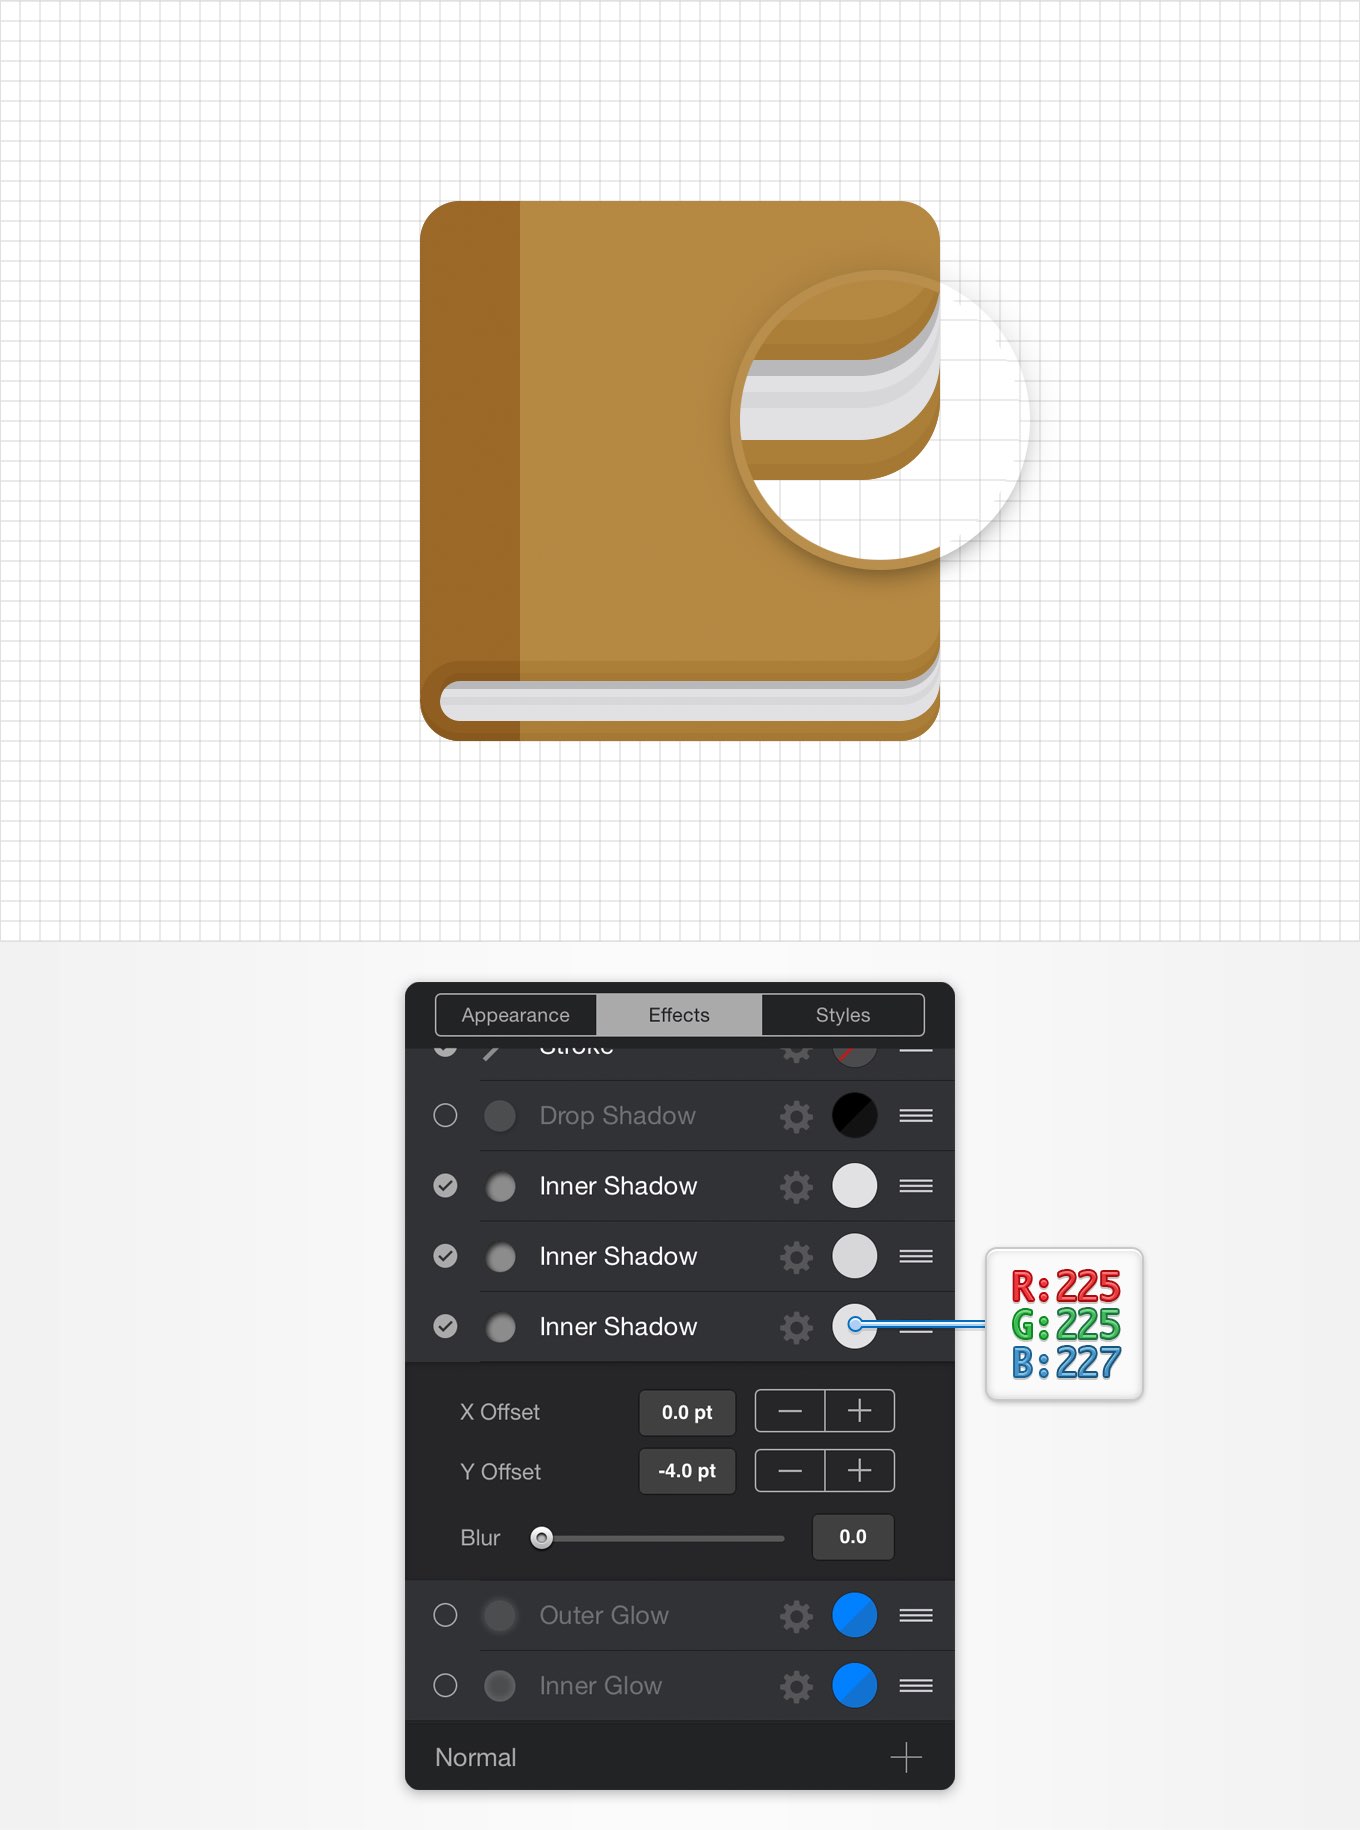 Appearance Effects Styles
Stroke
Drop Shadow
Inner Shadow
Inner Shadow
Inner Shadow
R:225
G:225
B:227
X Offset 0.0 pt
Y Offset -4.0 pt
Blur 0.0
Outer Glow
Inner Glow
Normal